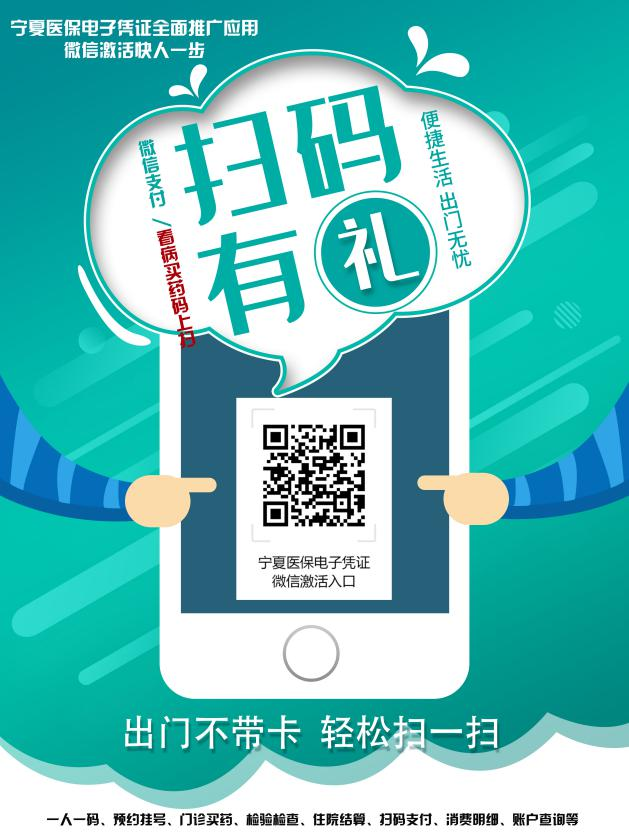 宁夏医保电子凭证全面推广应用
微信激活快人一步
扫码
有礼
微信支付 / 看病买药码上扫
便捷生活 出门无忧
宁夏医保电子凭证
微信激活入口
出门不带卡 轻松扫一扫
一人一码、预约挂号、门诊买药、检验检查、住院结算、扫码支付、消费明细、账户查询等